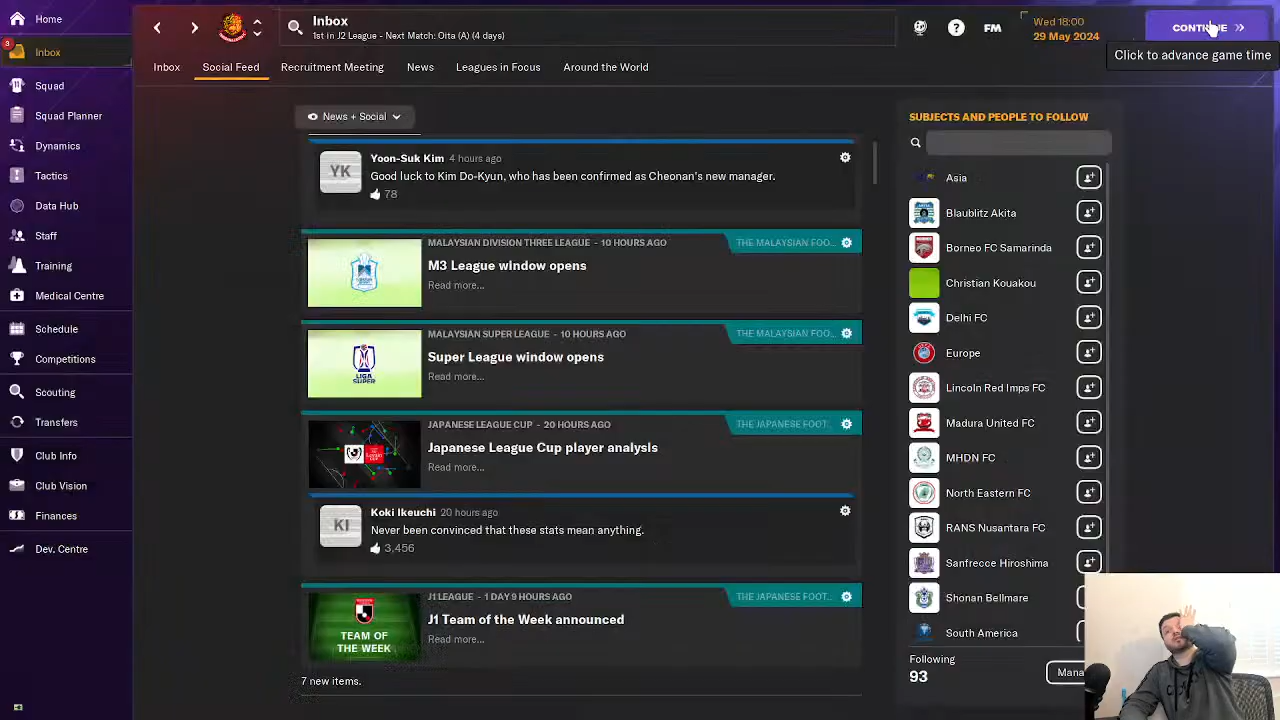 Home
3
Inbox
Squad
Squad Planner
Dynamics
Tactics
Data Hub
Staff
Training
Medical Centre
Schedule
Competitions
Scouting
Transfers
Club Info
Club Vision
Finances
Dev. Centre
Inbox
1st in J2 League - Next Match: Oita (A) (4 days)
FM
Wed 18:00
29 May 2024
CONTINUE
Click to advance game time
Inbox
Social Feed
Recruitment Meeting
News
Leagues in Focus
Around the World
News + Social
YK
Yoon-Suk Kim 4 hours ago
Good luck to Kim Do-Kyun, who has been confirmed as Cheonan's new manager.
78
MALAYSIAN DIVISION THREE LEAGUE - 10 HOURS AGO
THE MALAYSIAN FOO...
M3 League window opens
Read more...
MALAYSIAN SUPER LEAGUE - 10 HOURS AGO
THE MALAYSIAN FOO...
LIGA
SUPER
Super League window opens
Read more...
JAPANESE LEAGUE CUP - 20 HOURS AGO
THE JAPANESE FOOT...
Japanese League Cup player analysis
Read more...
KI
Koki Ikeuchi 20 hours ago
Never been convinced that these stats mean anything.
3,456
J1 LEAGUE - 1 DAY 9 HOURS AGO
THE JAPANESE FOOT...
TEAM OF
THE WEEK
J1 Team of the Week announced
Read more...
7 new items.
SUBJECTS AND PEOPLE TO FOLLOW
Asia
Blaublitz Akita
Borneo FC Samarinda
Christian Kouakou
Delhi FC
Europe
Lincoln Red Imps FC
Madura United FC
MHDN FC
North Eastern FC
RANS Nusantara FC
Sanfrecce Hiroshima
Shonan Bellmare
South America
Following
93
Mana